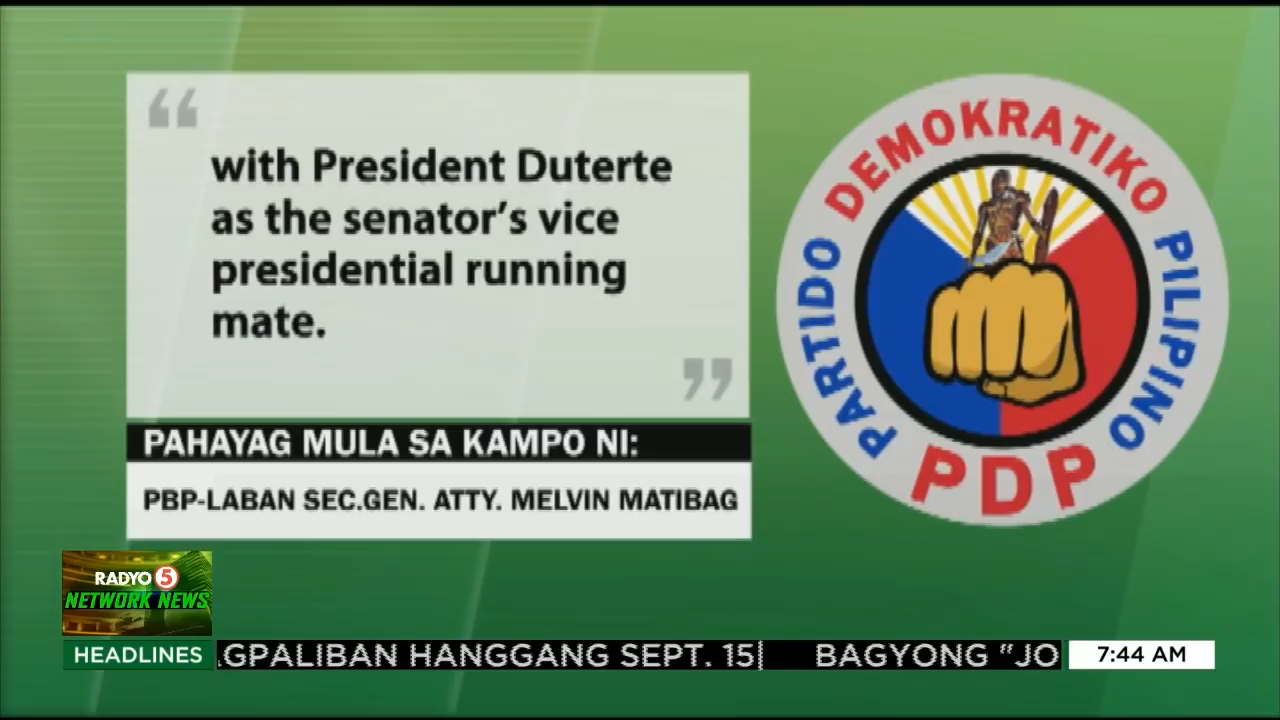 “
with President Duterte
as the senator’s vice
presidential running
mate.
”
PAHAYAG MULA SA KAMPO NI:
PBP-LABAN SEC.GEN. ATTY. MELVIN MATIBAG
PARTIDO DEMOKRATIKO PILIPINO
PDP
RADYO 5
NETWORK NEWS
HEADLINES
.GPALIBAN HANGGANG SEPT. 15| BAGYONG "JO
7:44 AM